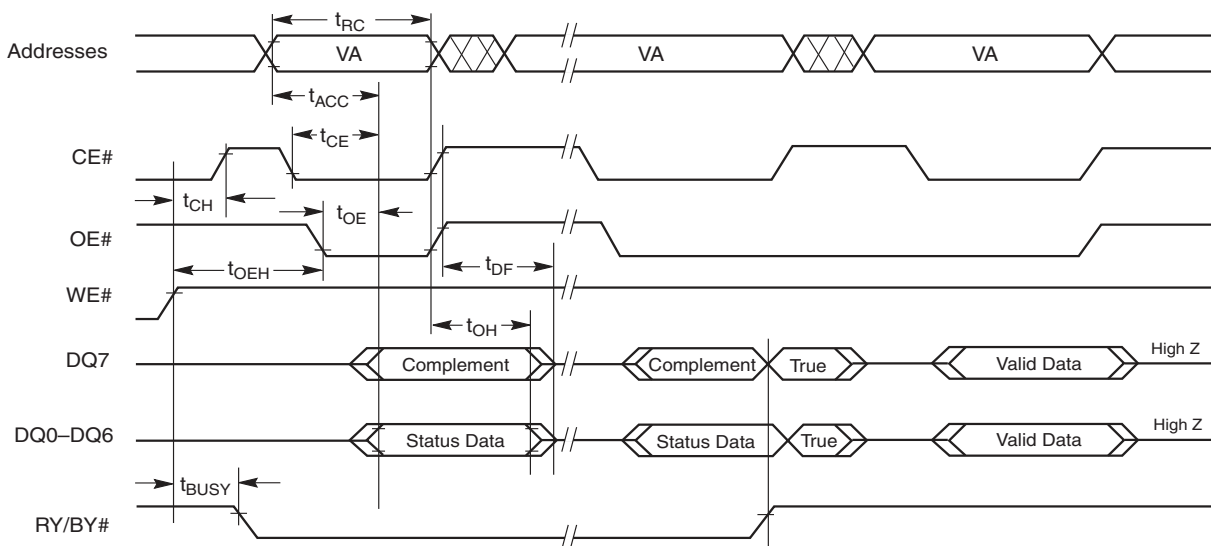 tRC
Addresses VA VA VA
tACC
tCE
CE#
tCH
tOE
OE#
tOEH tDF
WE#
tOH
DQ7 Complement Complement True Valid Data High Z
DQ0–DQ6 Status Data Status Data True Valid Data High Z
tBUSY
RY/BY#